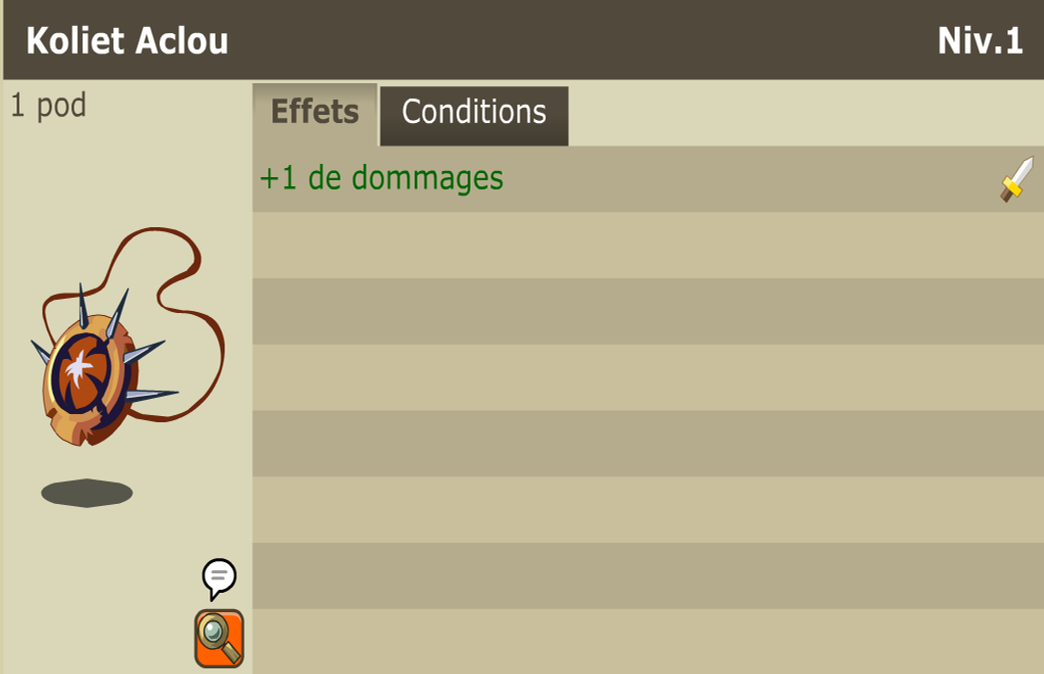 Koliet Aclou
Niv.1
1 pod
Effets
Conditions
+1 de dommages